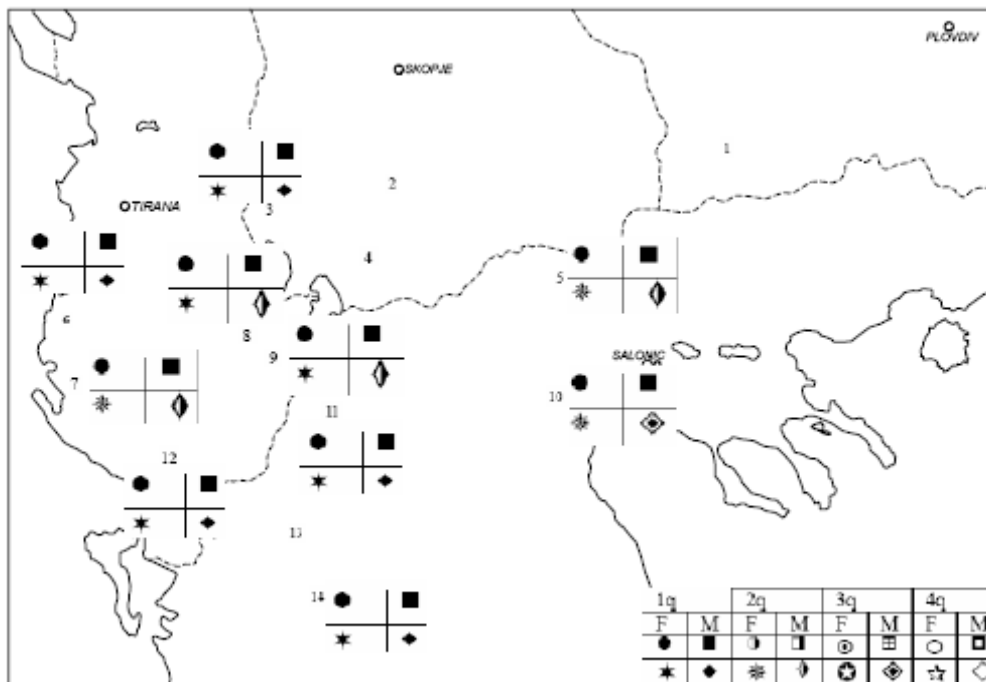 PLOVDIV
SKOPJE
1
2
3
TIRANA
4
5
6
8
9
SALONIC
7
10
11
12
13
14
1q 2q 3q 4q
F M F M F M F M